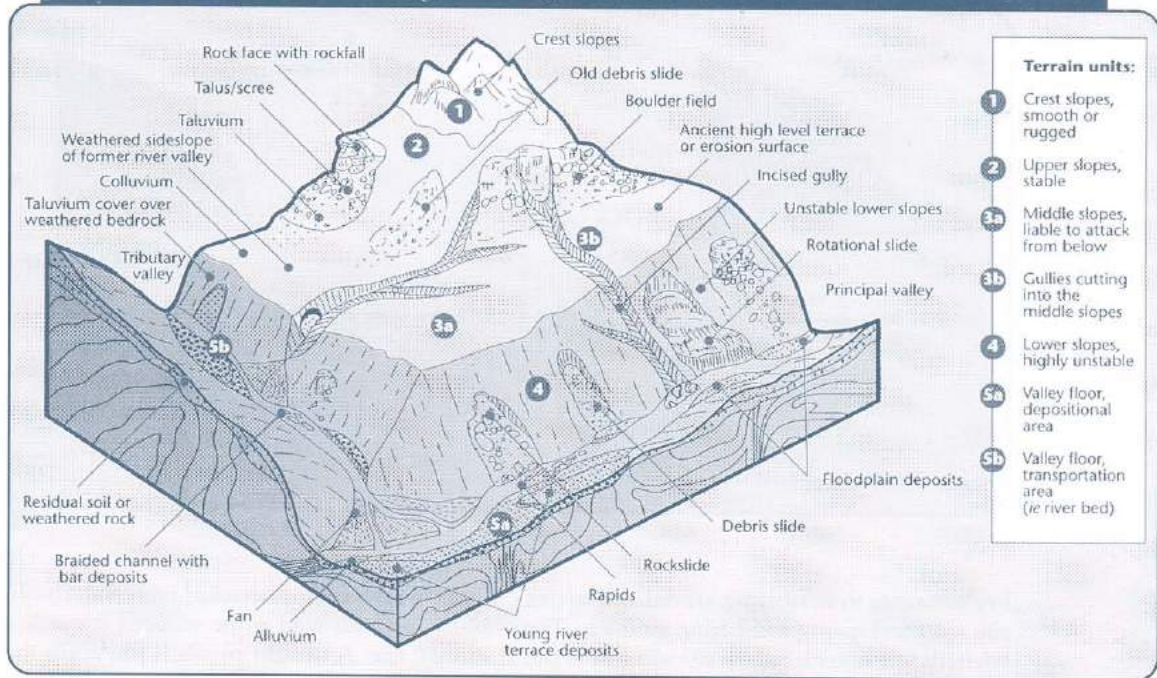 Rock face with rockfall
Talus/scree
Taluvium
Weathered sideslope
of former river valley
Colluvium
Taluvium cover over
weathered bedrock
Tributary
valley
Crest slopes
Old debris slide
Boulder field
Ancient high level terrace
or erosion surface
Incised gully
Unstable lower slopes
Rotational slide
Principal valley
1
2
3b
3a
5b
4
5a
Residual soil or
weathered rock
Braided channel with
bar deposits
Fan
Alluvium
Young river
terrace deposits
Rapids
Rockslide
Debris slide
Floodplain deposits
Terrain units:
1 Crest slopes,
smooth or
rugged
2 Upper slopes,
stable
3a Middle slopes,
liable to attack
from below
3b Gullies cutting
into the
middle slopes
4 Lower slopes,
highly unstable
5a Valley floor,
depositional
area
5b Valley floor,
transportation
area
(ie river bed)